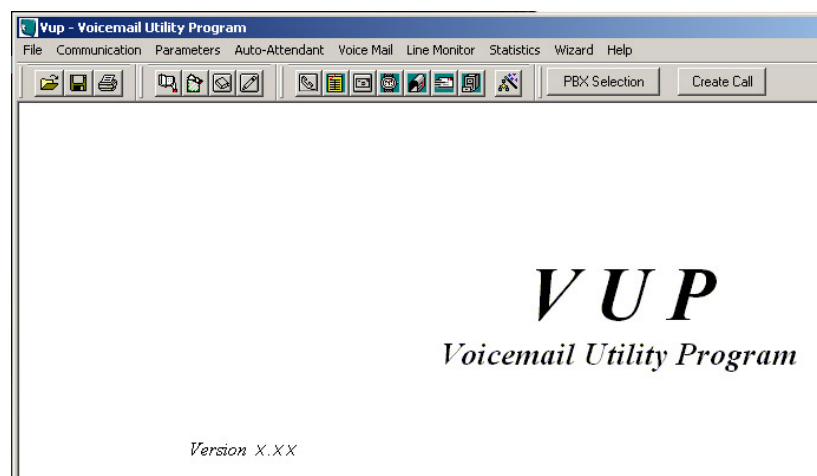 Vup - Voicemail Utility Program
File Communication Parameters Auto-Attendant Voice Mail Line Monitor Statistics Wizard Help
PBX Selection Create Call
V U P
Voicemail Utility Program
Version X.XX